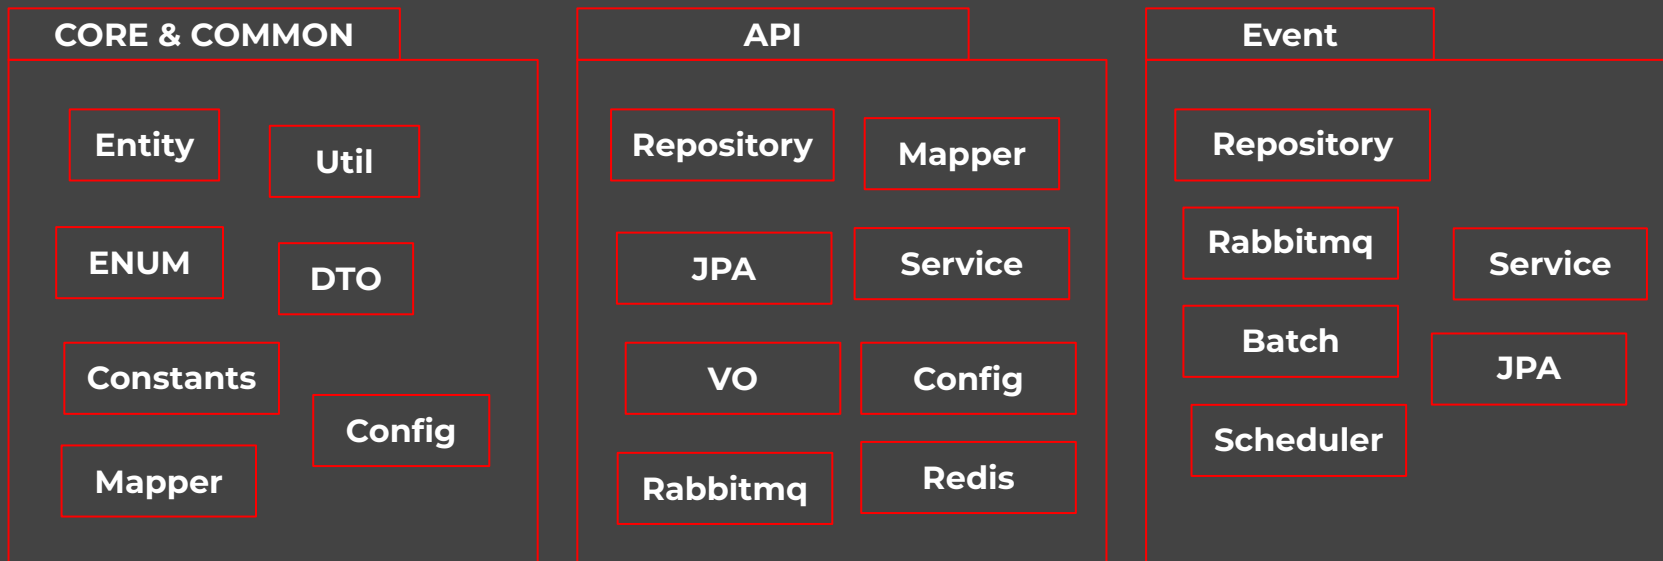 CORE & COMMON
Entity
Util
ENUM
DTO
Constants
Config
Mapper
API
Repository
Mapper
JPA
Service
VO
Config
Rabbitmq
Redis
Event
Repository
Rabbitmq
Service
Batch
JPA
Scheduler